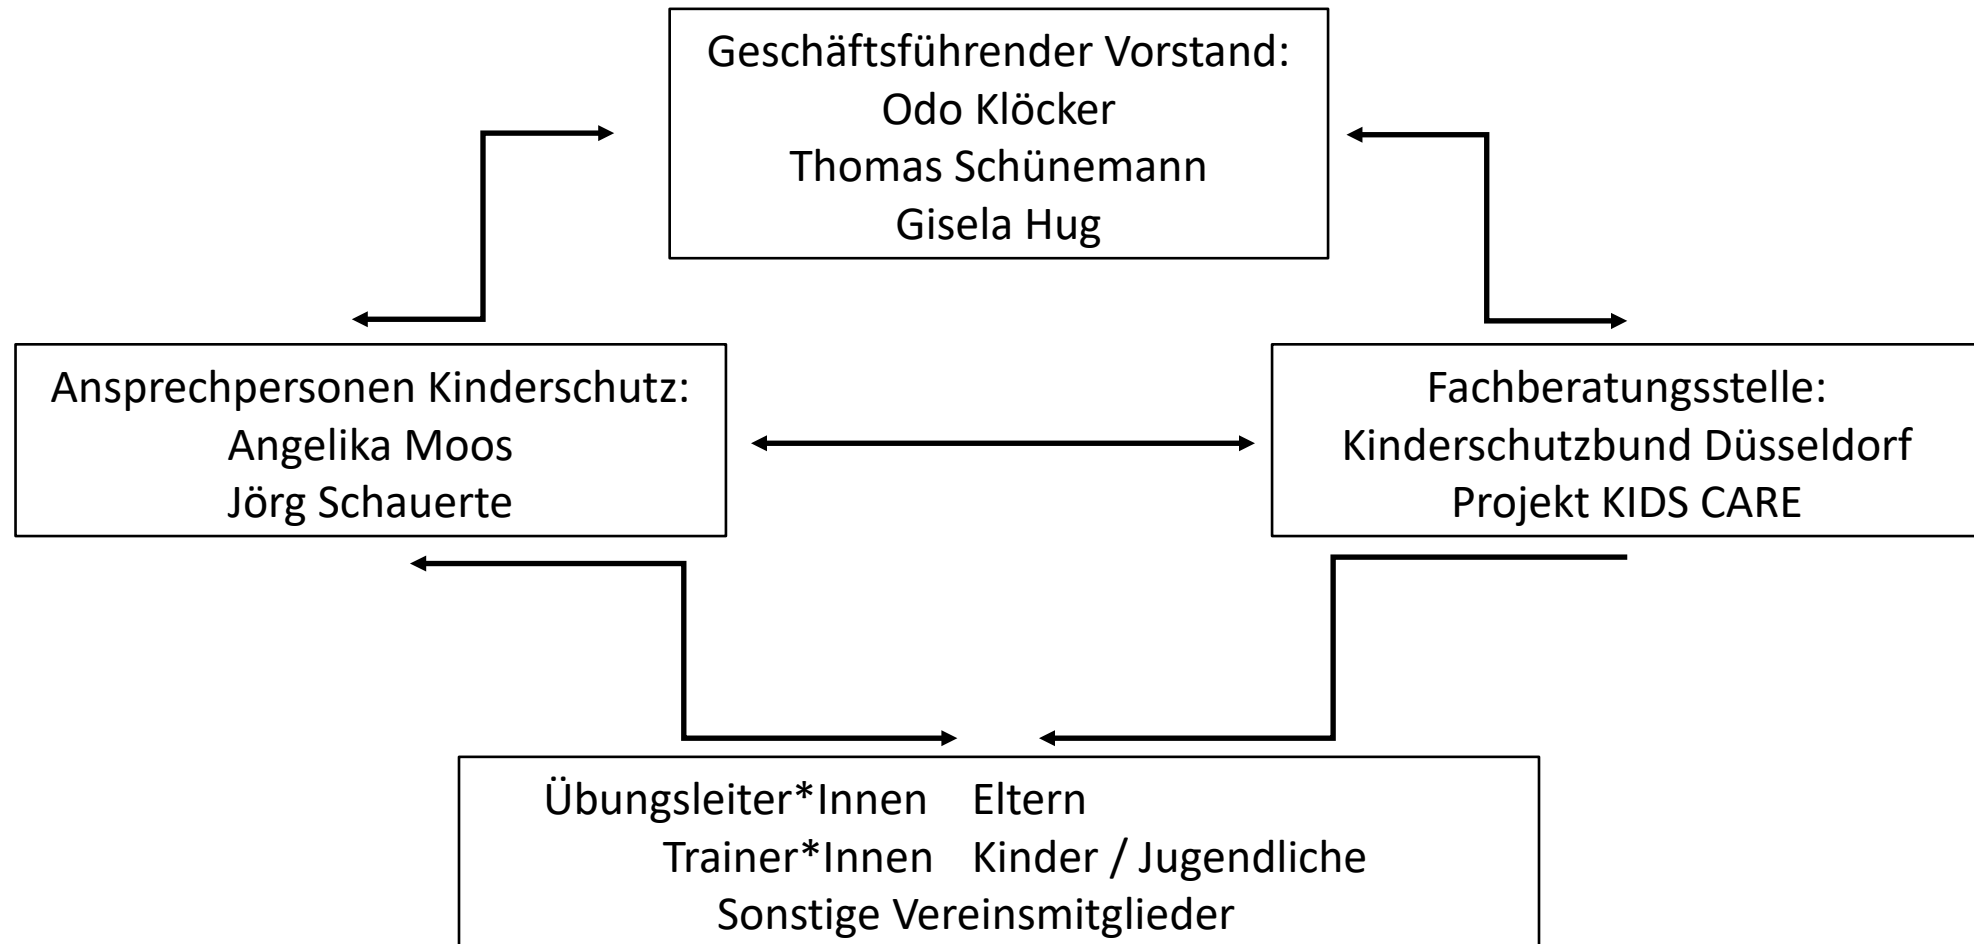 Geschäftsführender Vorstand:
Odo Klöcker
Thomas Schünemann
Gisela Hug
Ansprechpersonen Kinderschutz:
Angelika Moos
Jörg Schauerte
Fachberatungsstelle:
Kinderschutzbund Düsseldorf
Projekt KIDS CARE
Übungsleiter*Innen Eltern
Trainer*Innen Kinder / Jugendliche
Sonstige Vereinsmitglieder